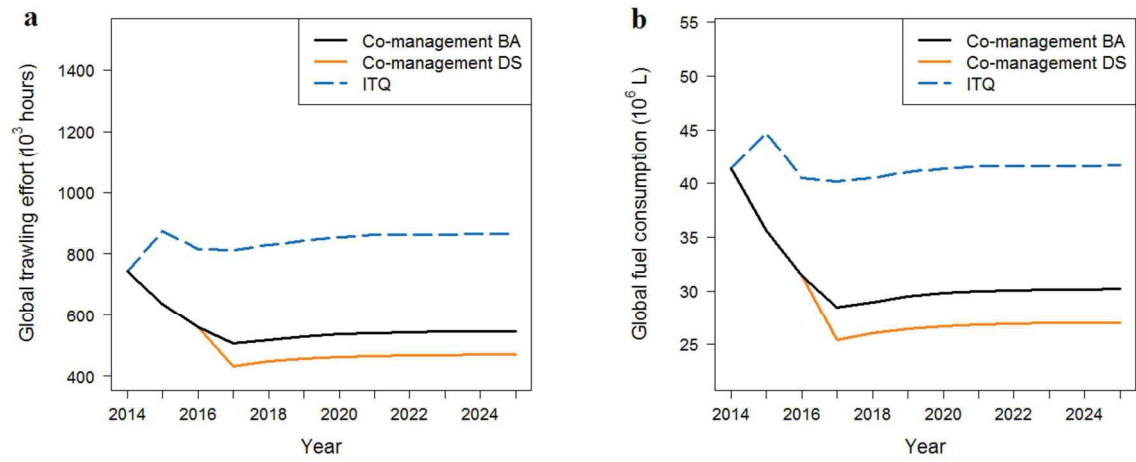 a
Global trawling effort (10³ hours)
1400
1200
1000
800
600
400
2014 2016 2018 2020 2022 2024
Year
Co-management BA
Co-management DS
ITQ
b
Global fuel consumption (10⁶ L)
55
50
45
40
35
30
25
2014 2016 2018 2020 2022 2024
Year
Co-management BA
Co-management DS
ITQ